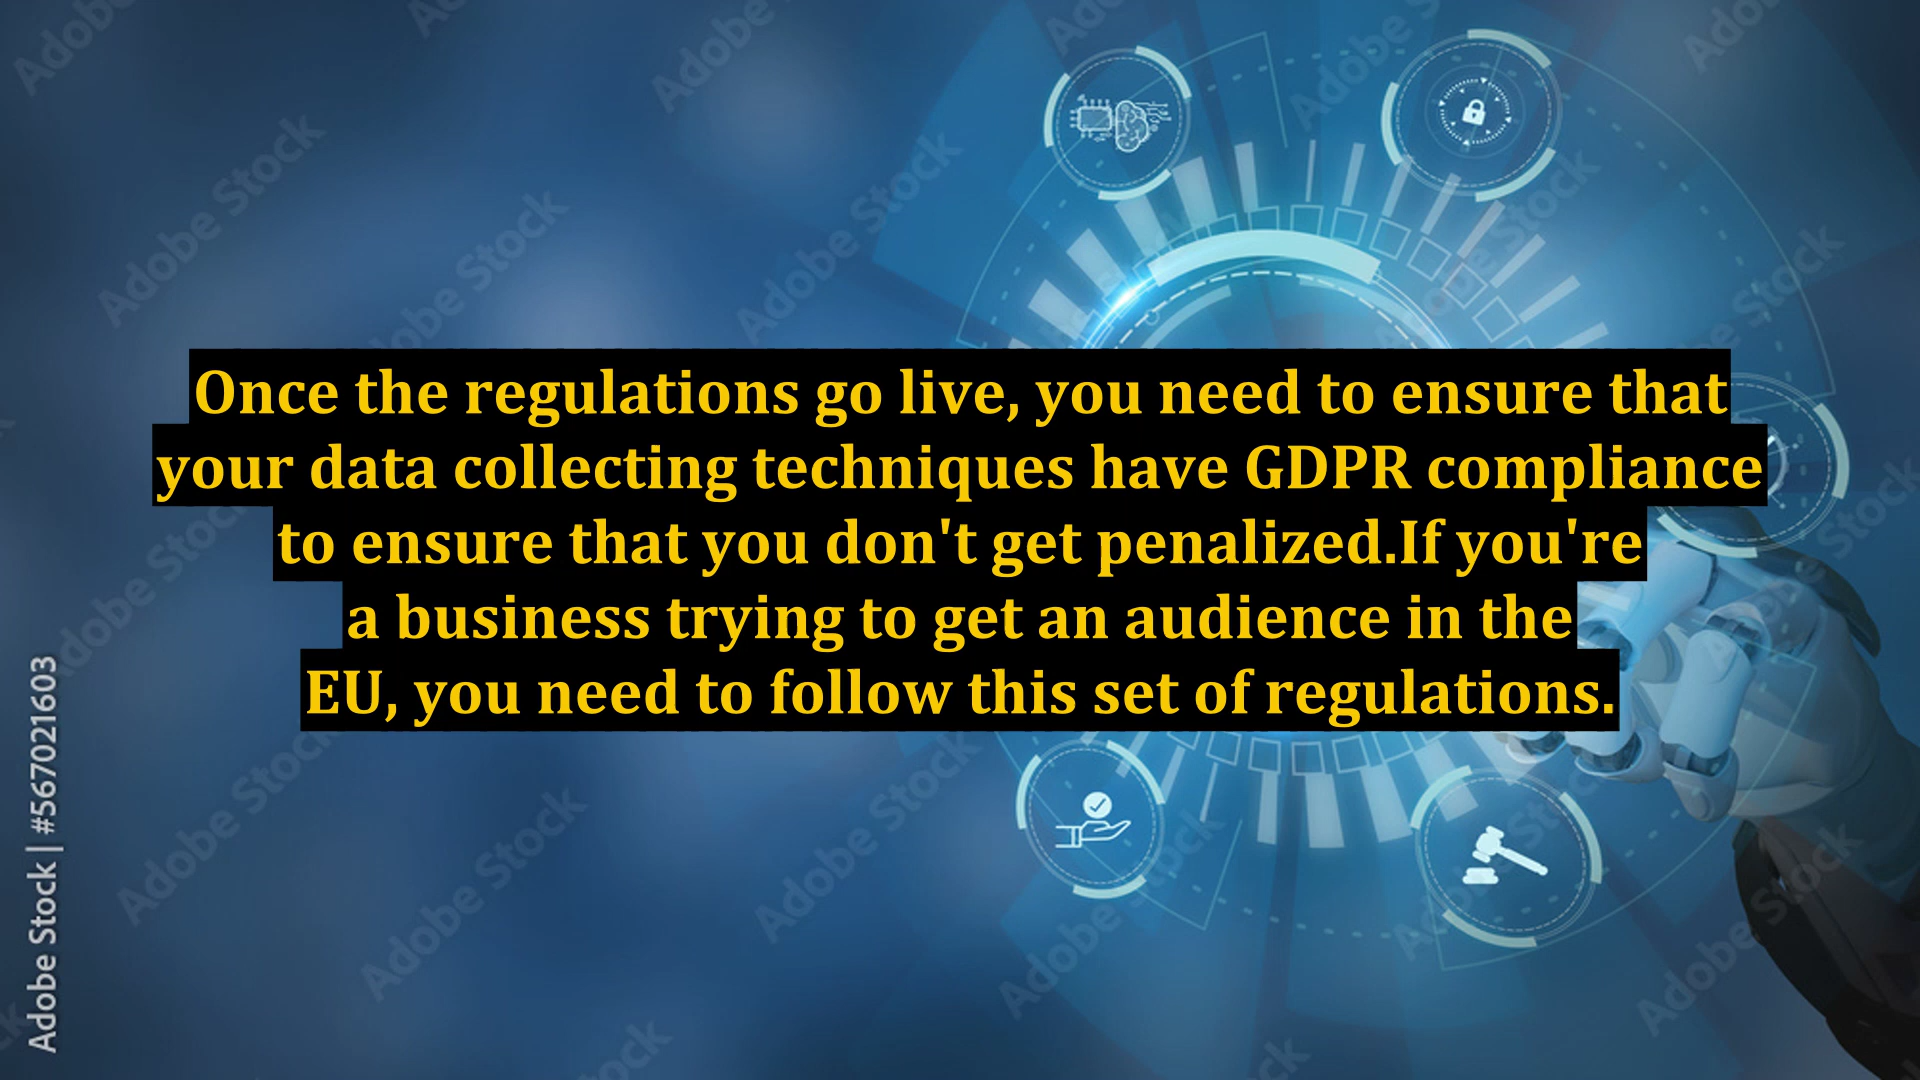 Once the regulations go live, you need to ensure that
your data collecting techniques have GDPR compliance
to ensure that you don't get penalized.If you're
a business trying to get an audience in the
EU, you need to follow this set of regulations.
Adobe Stock | #567021603
Adobe Stock